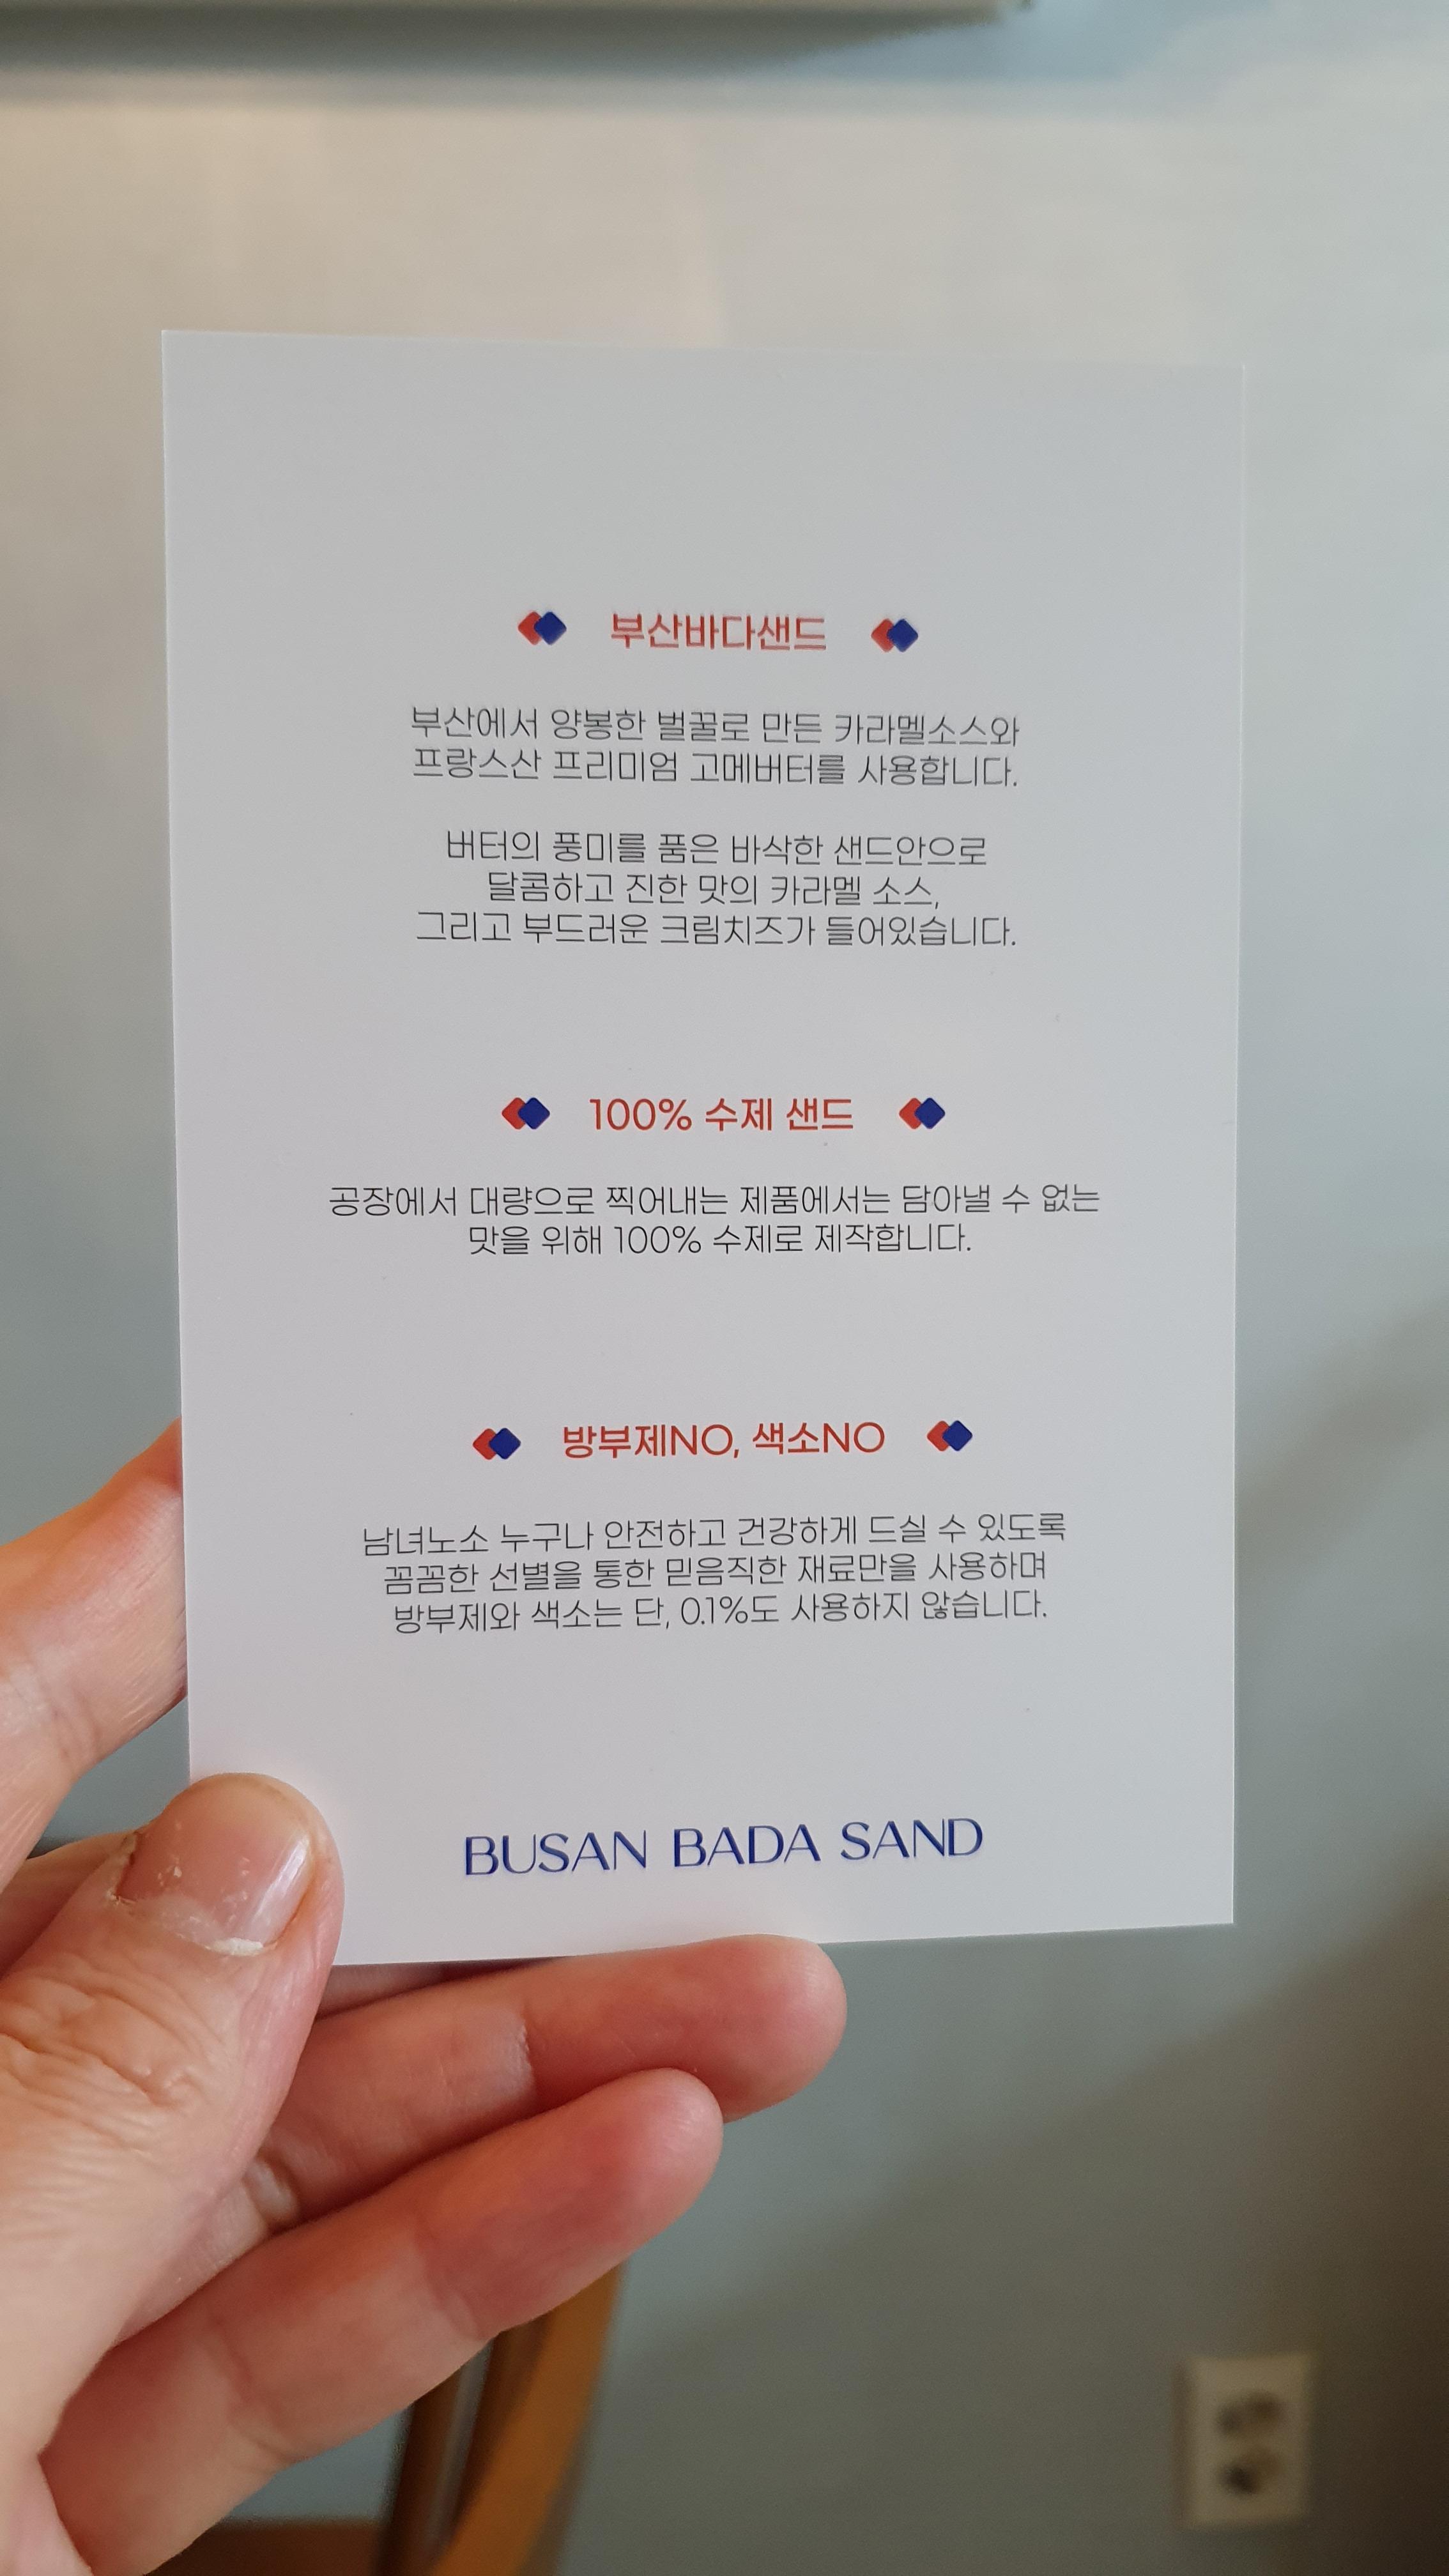 부산바다샌드
부산에서 양봉한 벌꿀로 만든 카라멜소스와
프랑스산 프리미엄 고메버터를 사용합니다.
버터의 풍미를 품은 바삭한 샌드안으로
달콤하고 진한 맛의 카라멜 소스,
그리고 부드러운 크림치즈가 들어있습니다.
100% 수제 샌드
공장에서 대량으로 찍어내는 제품에서는 담아낼 수 없는
맛을 위해 100% 수제로 제작합니다.
방부제NO, 색소NO
남녀노소 누구나 안전하고 건강하게 드실 수 있도록
꼼꼼한 선별을 통한 믿음직한 재료만을 사용하며
방부제와 색소는 단, 0.1%도 사용하지 않습니다.
BUSAN BADA SAND